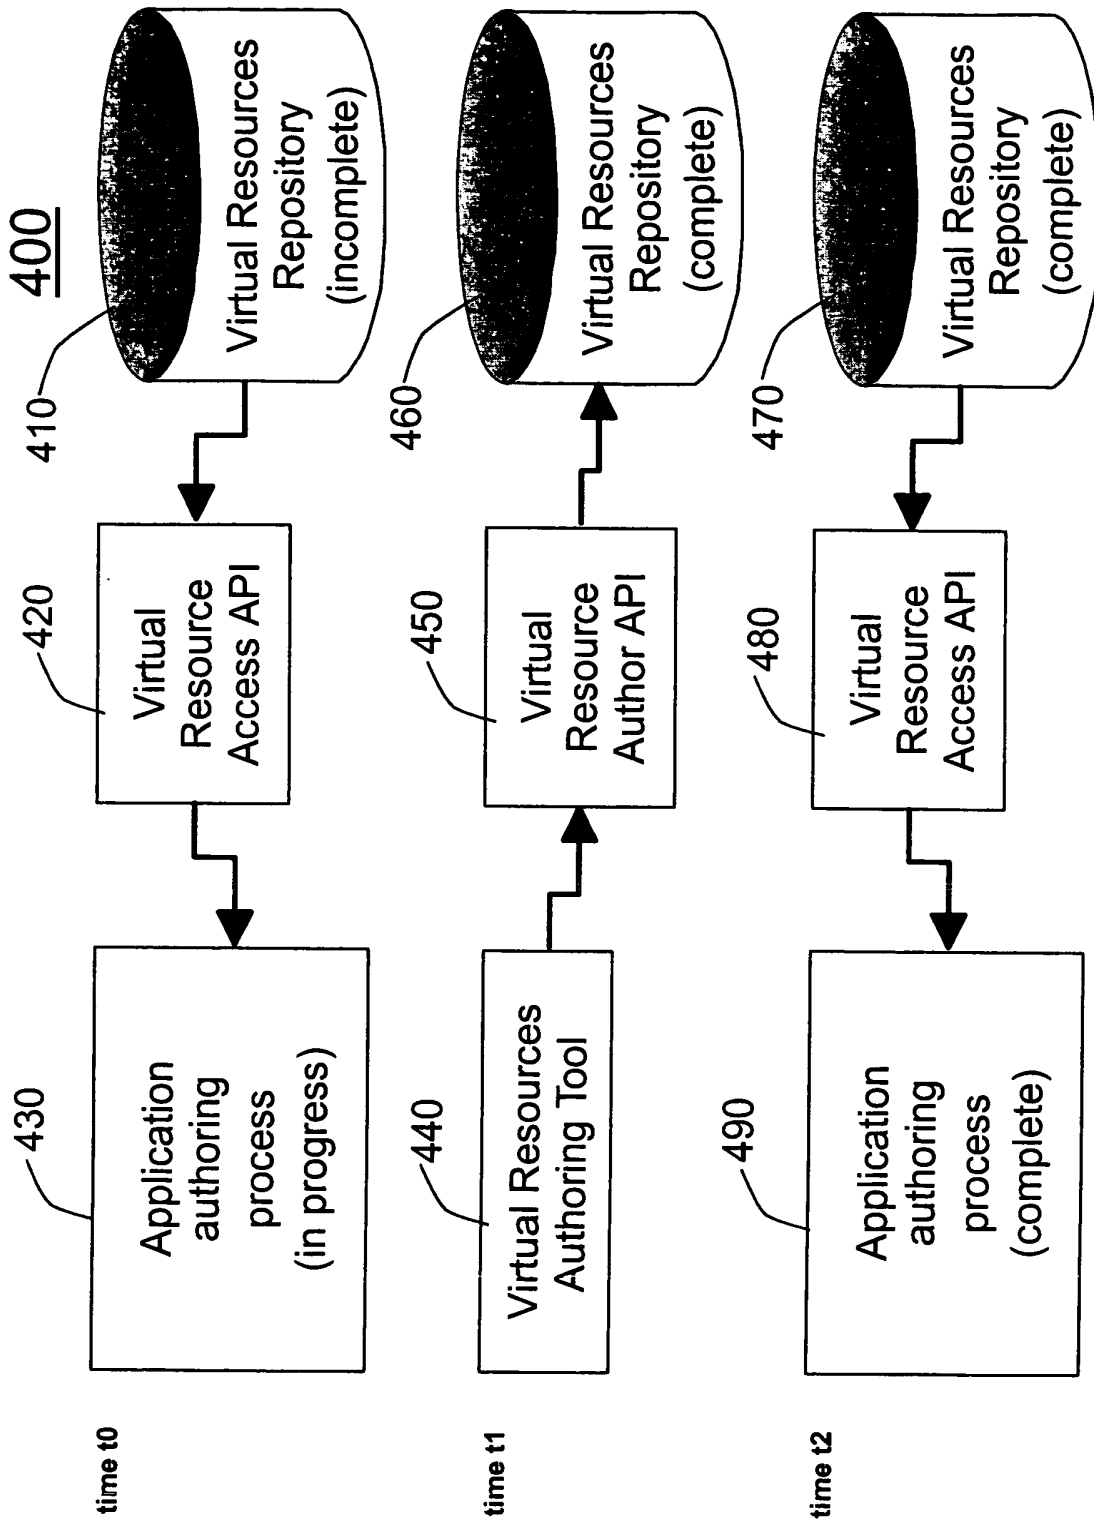 400
time t0
430
Application
authoring
process
(in progress)
420
Virtual
Resource
Access API
410
Virtual Resources
Repository
(incomplete)
time t1
440
Virtual Resources
Authoring Tool
450
Virtual
Resource
Author API
460
Virtual Resources
Repository
(complete)
time t2
490
Application
authoring
process
(complete)
480
Virtual
Resource
Access API
470
Virtual Resources
Repository
(complete)